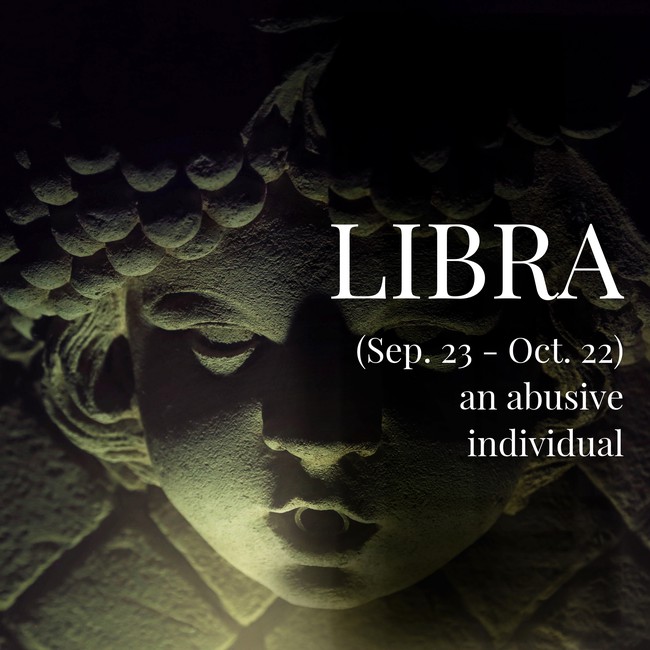 LIBRA
(Sep. 23 - Oct. 22)
an abusive
individual